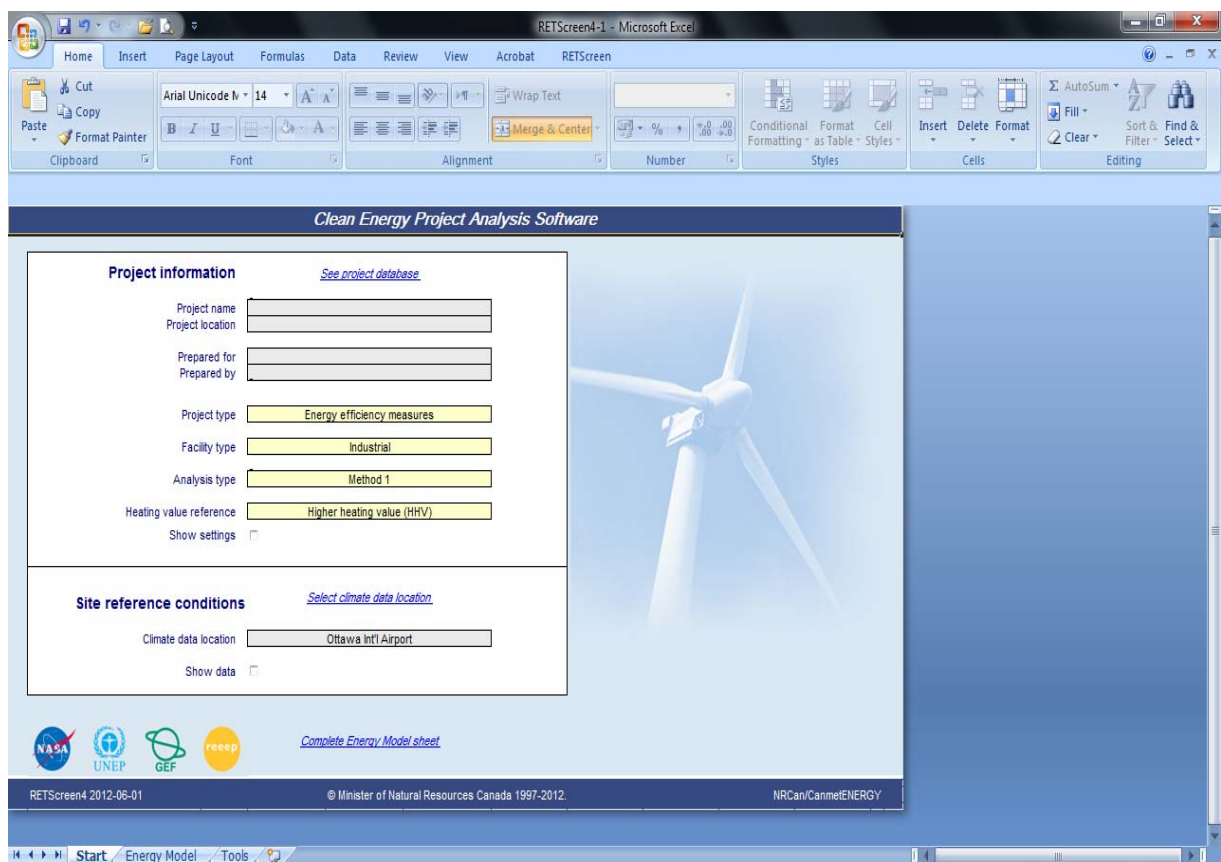 RETScreen4-1 - Microsoft Excel
Home Insert Page Layout Formulas Data Review View Acrobat RETScreen
Paste
Cut
Copy
Format Painter
Clipboard
Arial Unicode M 14
B I U
Font
Wrap Text
Merge & Center
Alignment
Number
Conditional Formatting
Format as Table
Cell Styles
Styles
Insert Delete Format
Cells
AutoSum
Fill
Clear
Sort & Filter
Find & Select
Editing
Clean Energy Project Analysis Software
Project information See project database
Project name
Project location
Prepared for
Prepared by
Project type Energy efficiency measures
Facility type Industrial
Analysis type Method 1
Heating value reference Higher heating value (HHV)
Show settings
Site reference conditions Select climate data location
Climate data location Ottawa Int'l Airport
Show data
NASA
UNEP
GEF
reeep
Complete Energy Model sheet
RETScreen4 2012-06-01 © Minister of Natural Resources Canada 1997-2012. NRCan/CanmetENERGY
Start Energy Model Tools